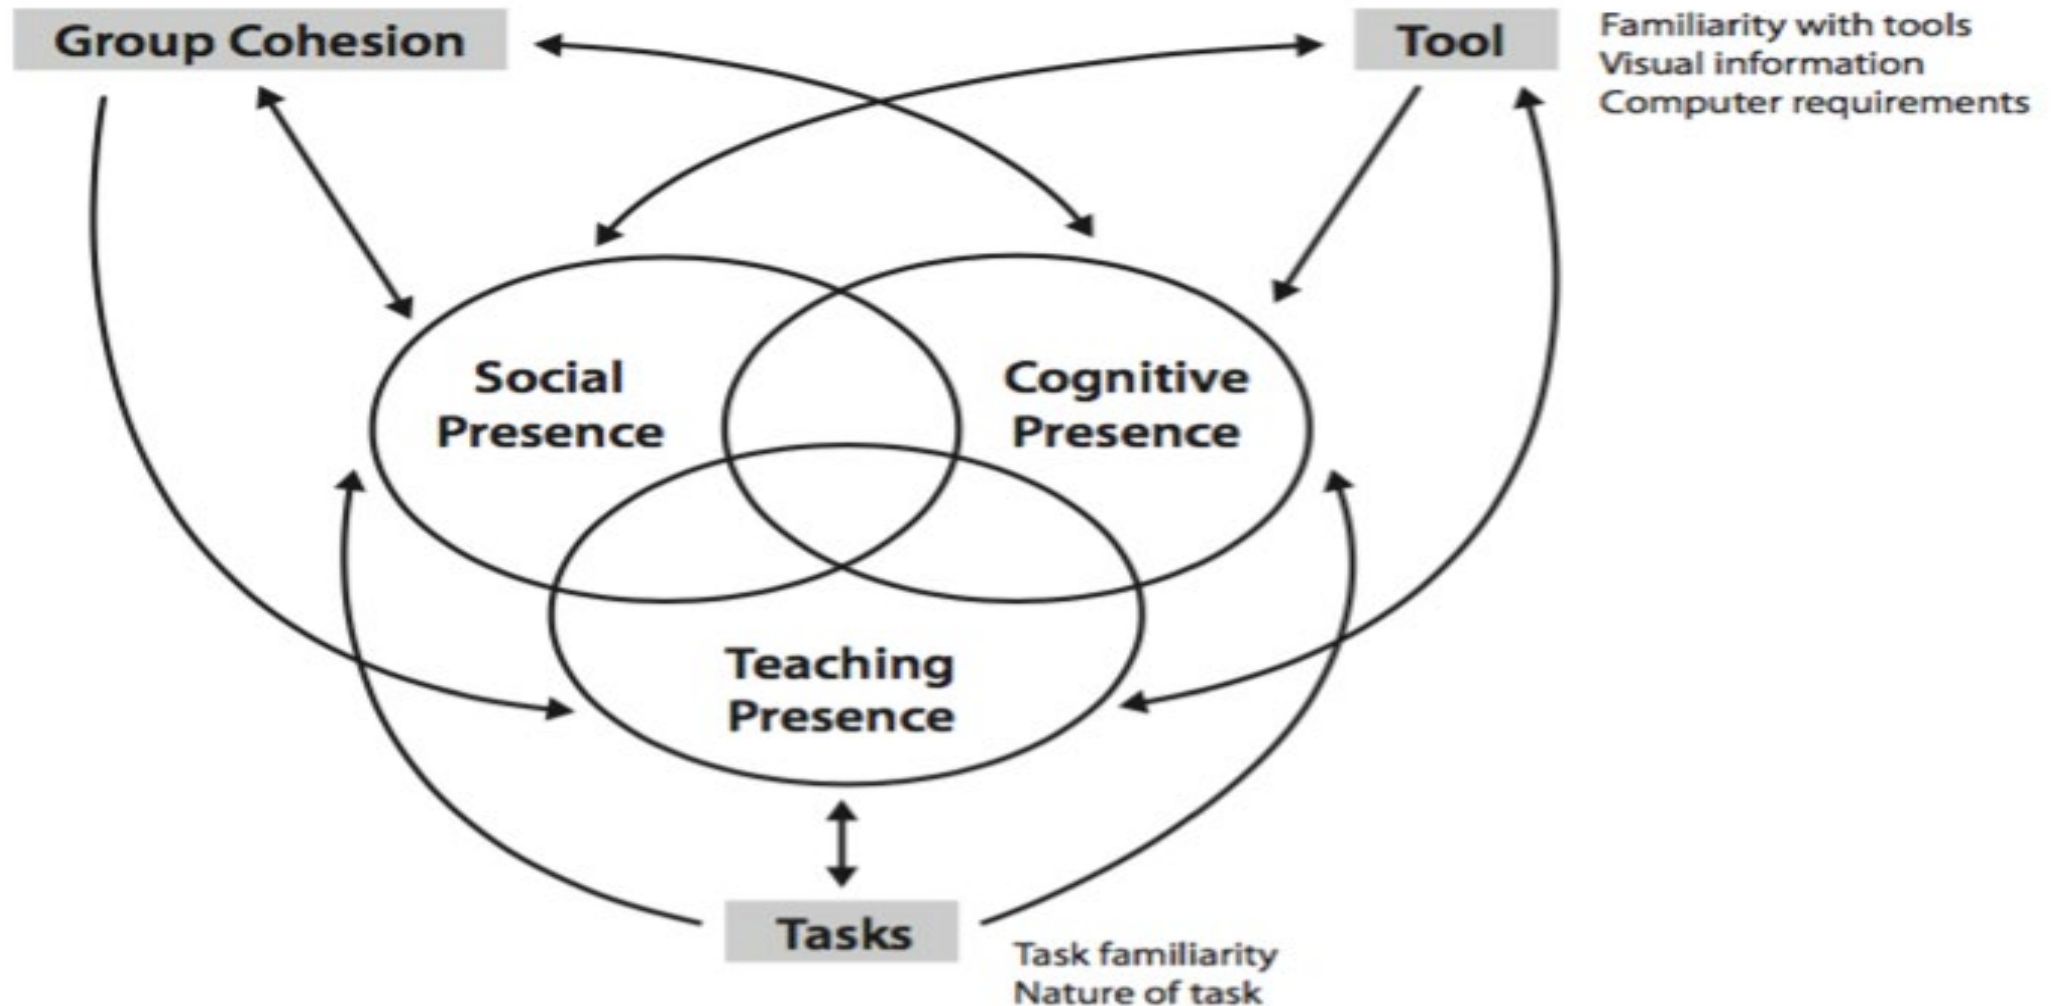 Group Cohesion
Tool
Familiarity with tools
Visual information
Computer requirements
Social
Presence
Cognitive
Presence
Teaching
Presence
Tasks
Task familiarity
Nature of task